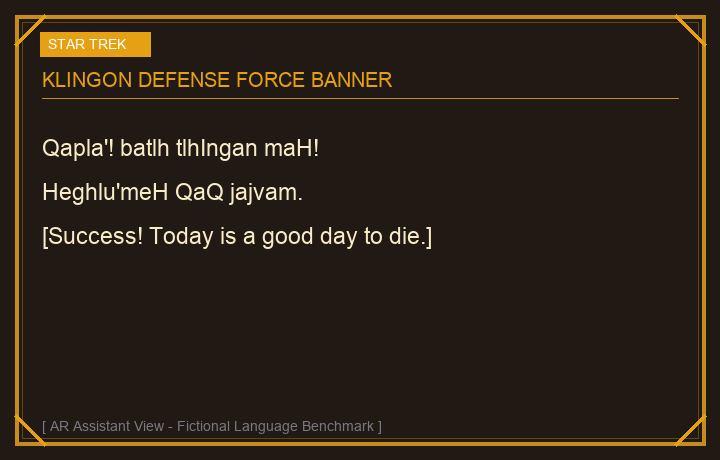 STAR TREK
KLINGON DEFENSE FORCE BANNER
Qapla'! batlh tlhIngan maH!
Heghlu'meH QaQ jajvam.
[Success! Today is a good day to die.]
[ AR Assistant View - Fictional Language Benchmark ]